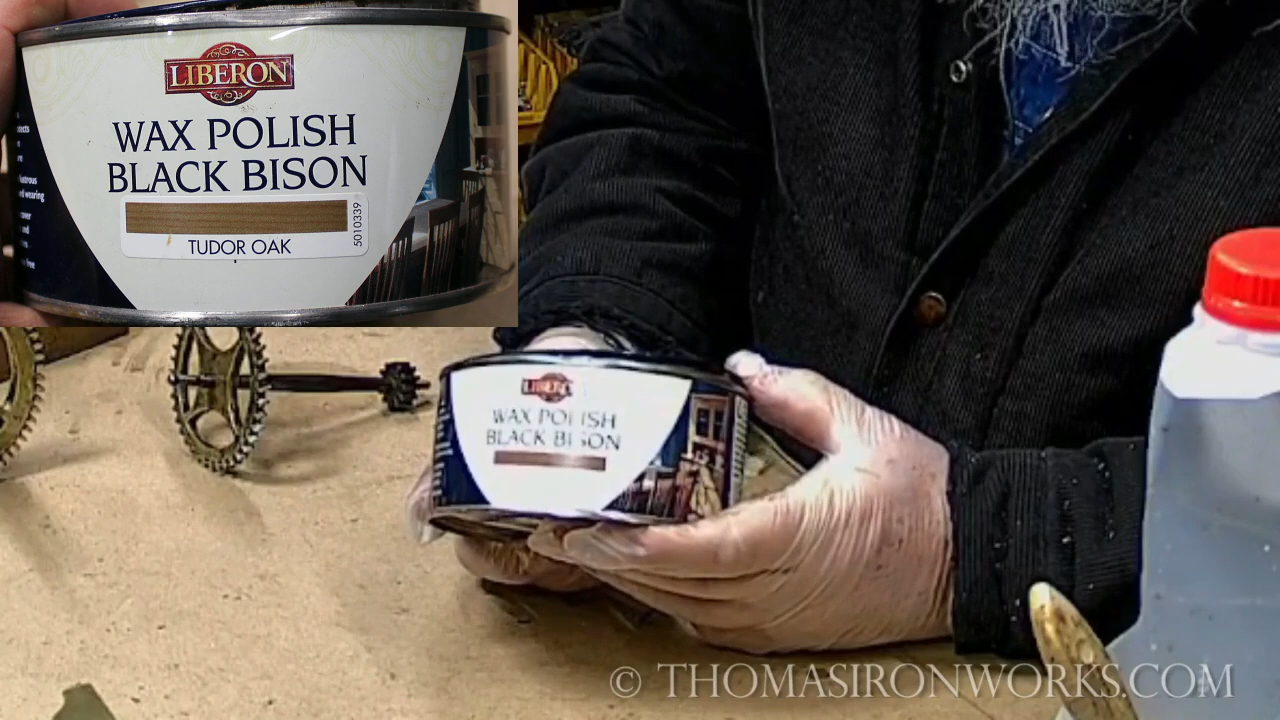 LIBERON
WAX POLISH
BLACK BISON
TUDOR OAK
5010339
LIBERON
WAX POLISH
BLACK BISON
© THOMASIRONWORKS.COM